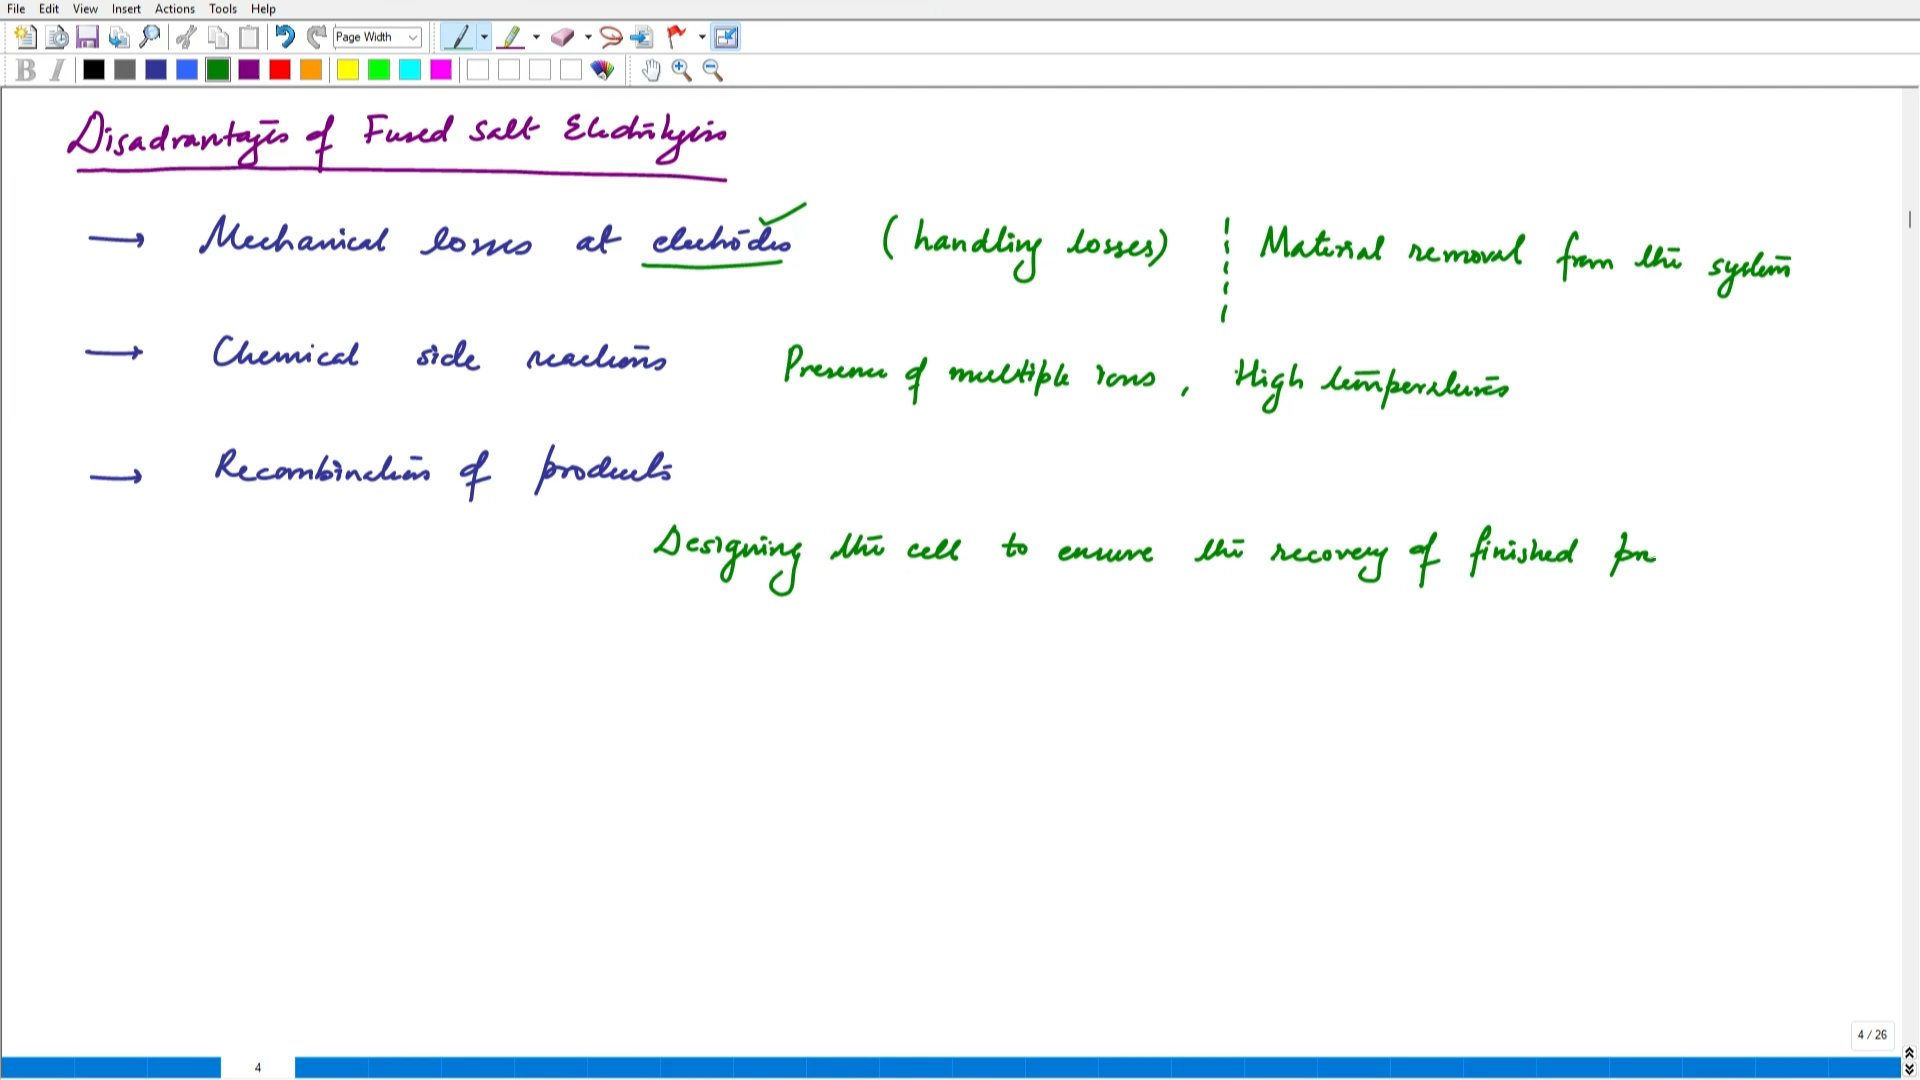 File Edit View Insert Actions Tools Help
Page Width
B I
Disadvantages of Fused Salt Electrolysis
→ Mechanical losses at electrodes (handling losses) Material removal from the system
→ Chemical side reactions Presence of multiple ions, High temperatures
→ Recombination of products
Designing the cell to ensure the recovery of finished pro
4 / 26
4